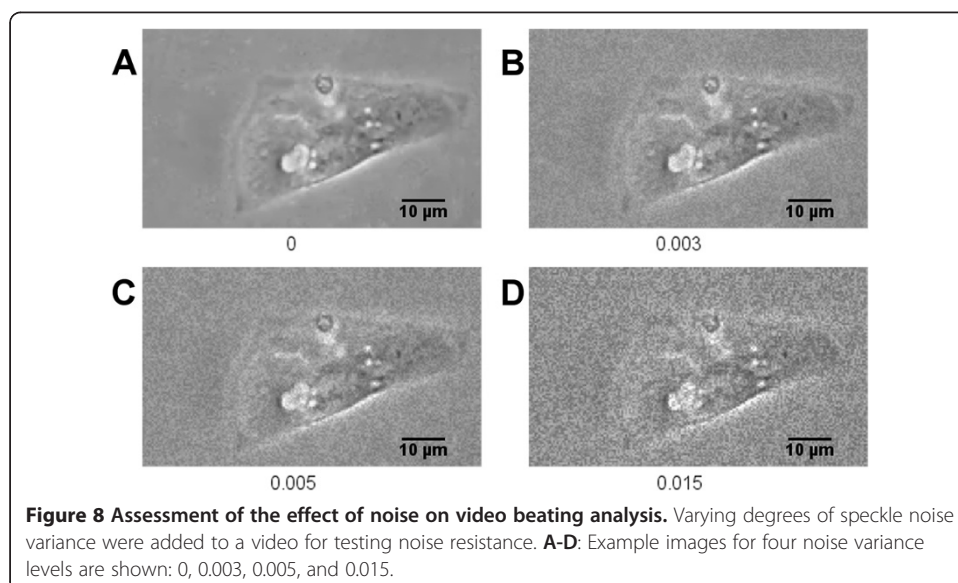 A
B
10 µm
10 µm
0
0.003
C
D
10 µm
10 µm
0.005
0.015
Figure 8 Assessment of the effect of noise on video beating analysis. Varying degrees of speckle noise
variance were added to a video for testing noise resistance. A-D: Example images for four noise variance
levels are shown: 0, 0.003, 0.005, and 0.015.